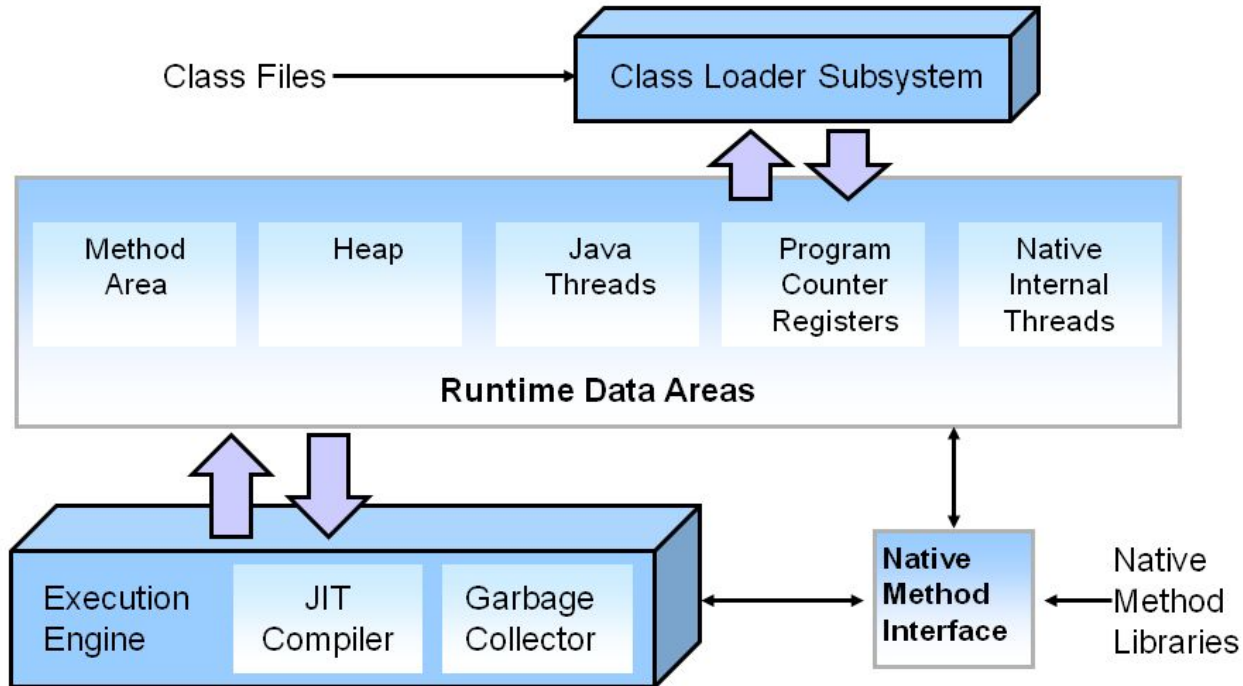 Class Files
Class Loader Subsystem
Method
Area
Heap
Java
Threads
Program
Counter
Registers
Native
Internal
Threads
Runtime Data Areas
Execution
Engine
JIT
Compiler
Garbage
Collector
Native
Method
Interface
Native
Method
Libraries